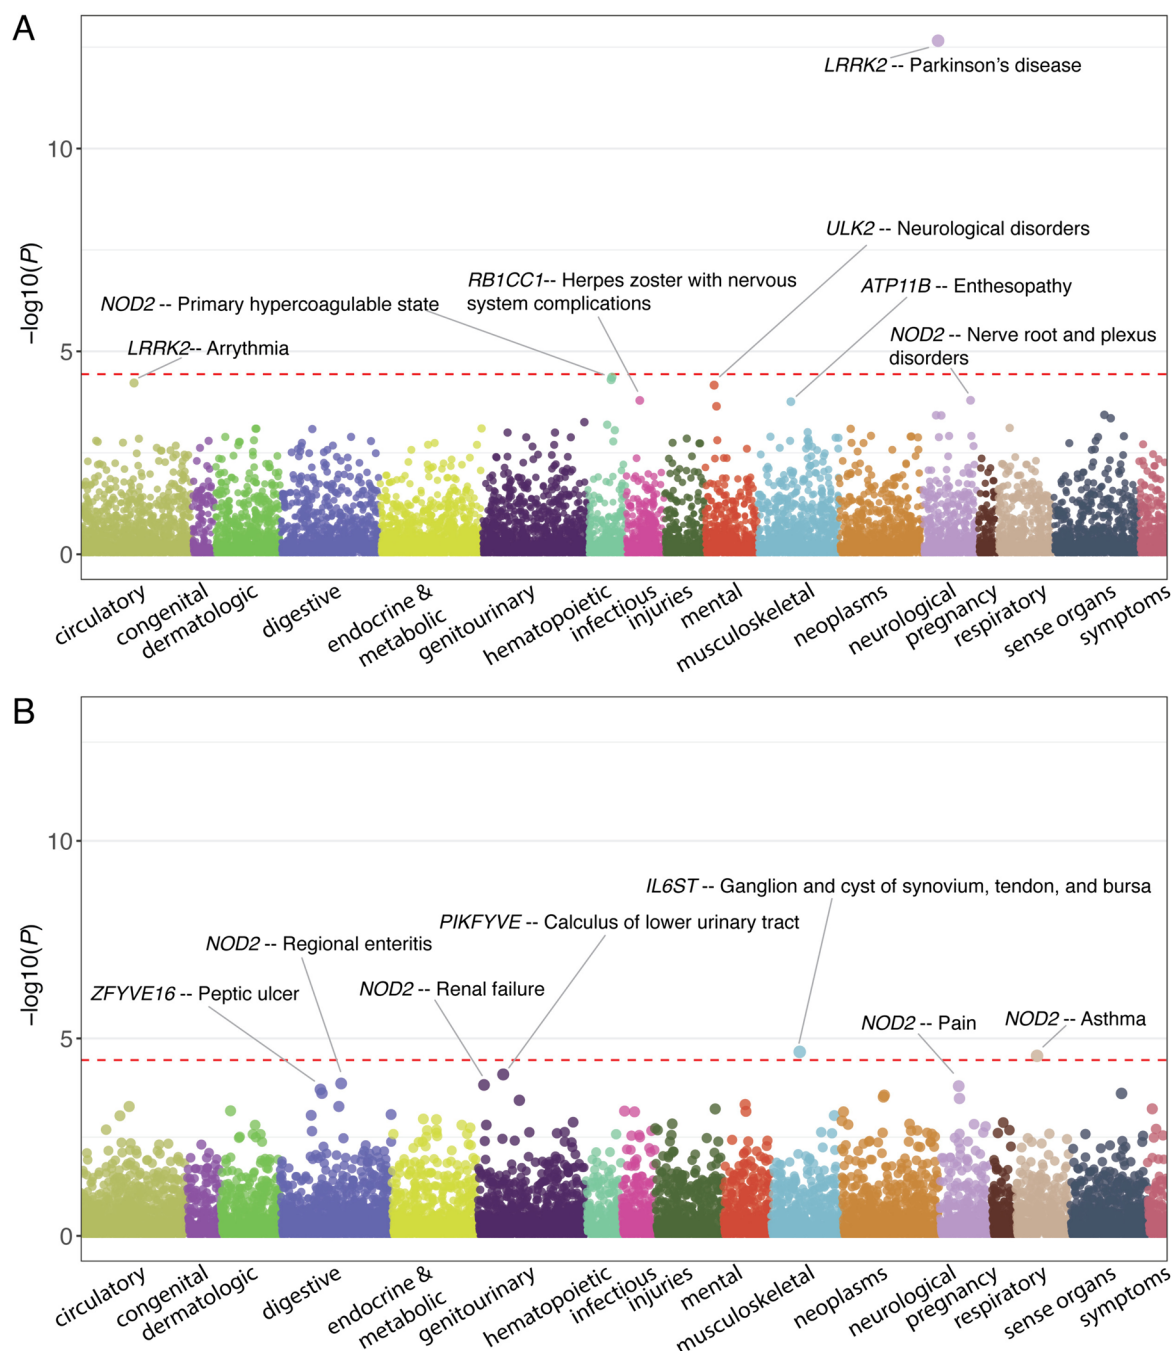 A
LRRK2 -- Parkinson's disease
10
ULK2 -- Neurological disorders
RB1CC1-- Herpes zoster with nervous
system complications
ATP11B -- Enthesopathy
NOD2 -- Primary hypercoagulable state
NOD2 -- Nerve root and plexus
disorders
LRRK2-- Arrythmia
5
0
−log10(P)
circulatory
congenital
dermatologic
digestive
endocrine &
metabolic
genitourinary
hematopoietic
infectious
injuries
mental
musculoskeletal
neoplasms
neurological
pregnancy
respiratory
sense organs
symptoms
B
10
IL6ST -- Ganglion and cyst of synovium, tendon, and bursa
PIKFYVE -- Calculus of lower urinary tract
NOD2 -- Regional enteritis
ZFYVE16 -- Peptic ulcer
NOD2 -- Renal failure
NOD2 -- Pain
NOD2 -- Asthma
5
0
−log10(P)
circulatory
congenital
dermatologic
digestive
endocrine &
metabolic
genitourinary
hematopoietic
infectious
injuries
mental
musculoskeletal
neoplasms
neurological
pregnancy
respiratory
sense organs
symptoms